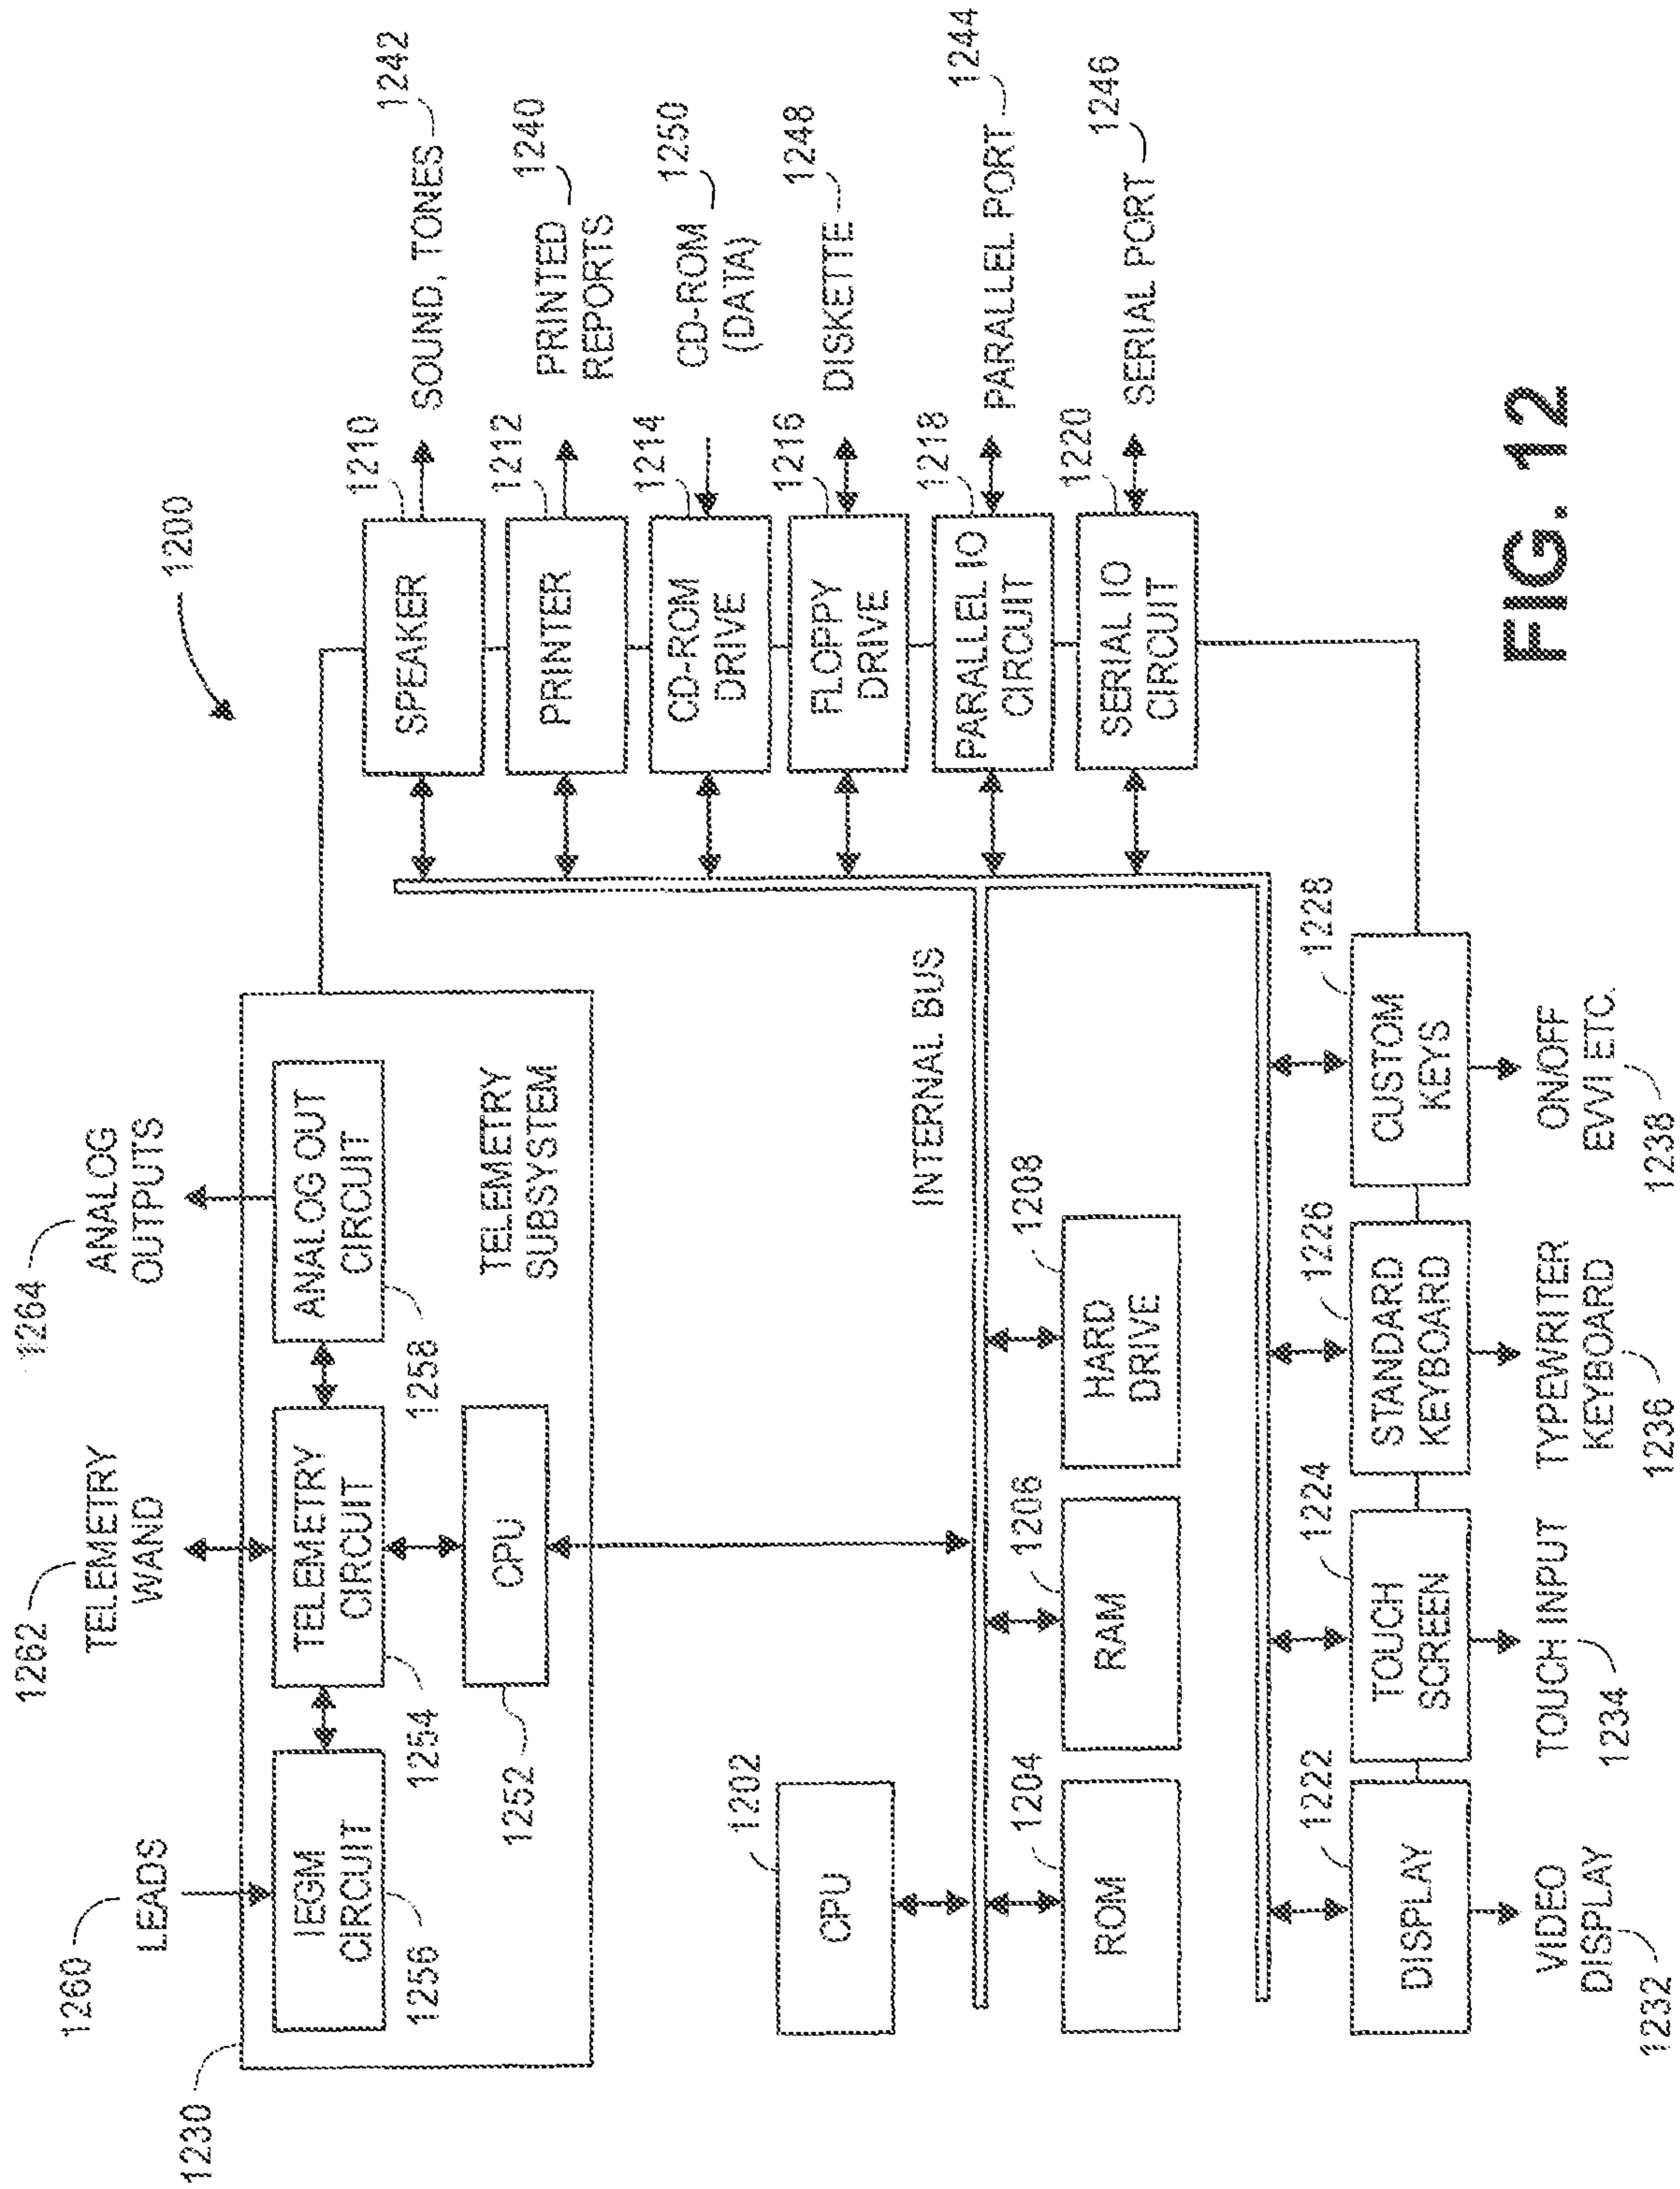 1260
LEADS
1262
TELEMETRY
WAND
1264
ANALOG
OUTPUTS
1200
1230
IEGM
CIRCUIT
1256
TELEMETRY
CIRCUIT
1254
ANALOG OUT
CIRCUIT
1258
CPU
1252
TELEMETRY
SUBSYSTEM
SPEAKER
1210
SOUND, TONES
1242
PRINTER
1212
PRINTED
REPORTS
1240
CD-ROM
DRIVE
1214
CD-ROM
(DATA)
1250
FLOPPY
DRIVE
1216
DISKETTE
1248
PARALLEL IO
CIRCUIT
1218
PARALLEL PORT
1244
SERIAL IO
CIRCUIT
1220
SERIAL PORT
1246
CPU
1202
INTERNAL BUS
ROM
1204
RAM
1206
HARD
DRIVE
1208
DISPLAY
1222
TOUCH
SCREEN
1224
STANDARD
KEYBOARD
1226
CUSTOM
KEYS
1228
VIDEO
DISPLAY
1232
TOUCH INPUT
1234
TYPEWRITER
KEYBOARD
1236
ON/OFF
EVVI ETC.
1238
FIG. 12